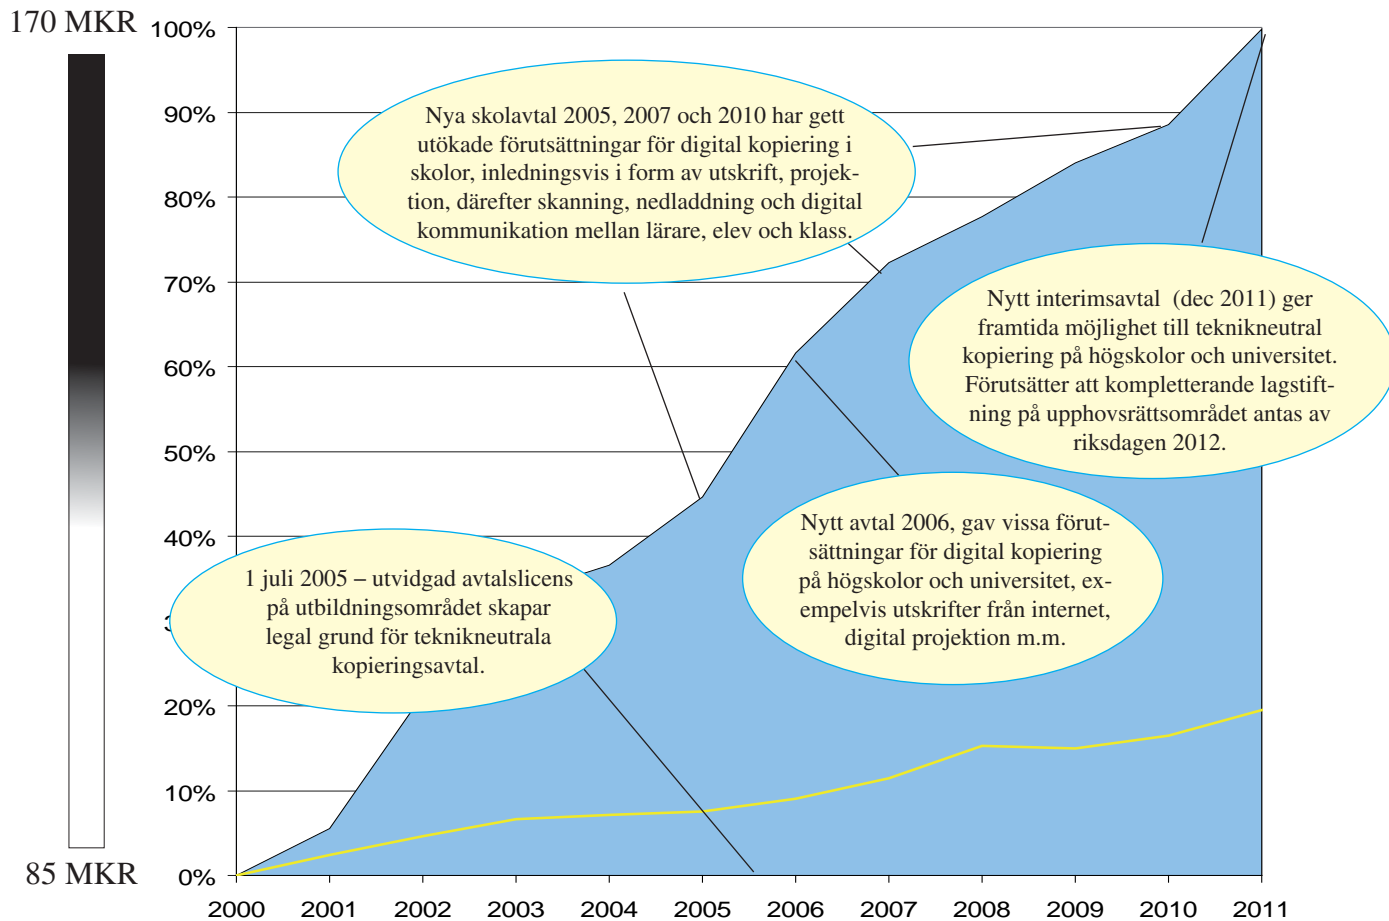 170 MKR
100%
90%
80%
70%
60%
50%
40%
3
20%
10%
0%
85 MKR
Nya skolavtal 2005, 2007 och 2010 har gett
utökade förutsättningar för digital kopiering i
skolor, inledningsvis i form av utskrift, projek-
tion, därefter skanning, nedladdning och digital
kommunikation mellan lärare, elev och klass.
Nytt interimsavtal (dec 2011) ger
framtida möjlighet till teknikneutral
kopiering på högskolor och universitet.
Förutsätter att kompletterande lagstift-
ning på upphovsrättsområdet antas av
riksdagen 2012.
Nytt avtal 2006, gav vissa förut-
sättningar för digital kopiering
på högskolor och universitet, ex-
empelvis utskrifter från internet,
digital projektion m.m.
1 juli 2005 – utvidgad avtalslicens
på utbildningsområdet skapar
legal grund för teknikneutrala
kopieringsavtal.
2000 2001 2002 2003 2004 2005 2006 2007 2008 2009 2010 2011